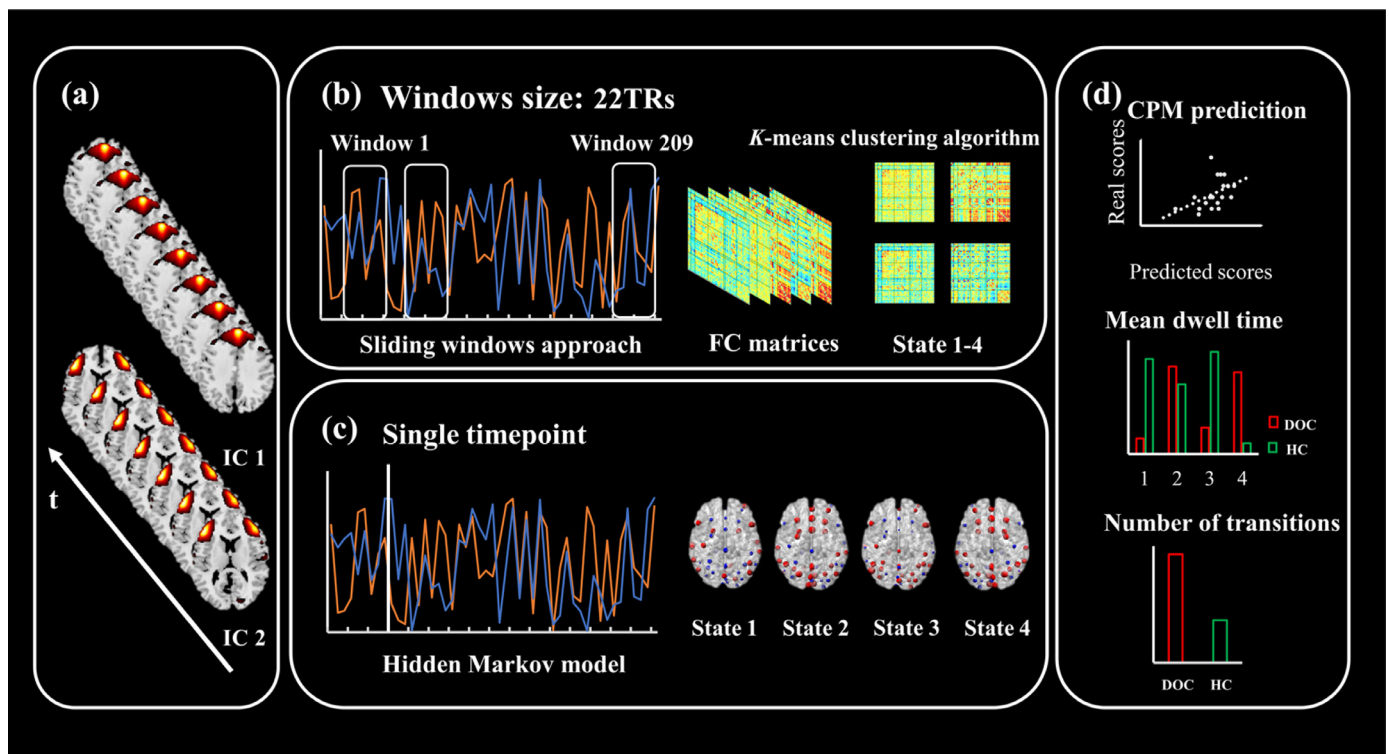 (a)
IC 1
t
IC 2
(b) Windows size: 22TRs
Window 1
Window 209
K-means clustering algorithm
Sliding windows approach
FC matrices
State 1-4
(c) Single timepoint
State 1
State 2
State 3
State 4
Hidden Markov model
(d)
CPM predicition
Real scores
Predicted scores
Mean dwell time
DOC
HC
1 2 3 4
Number of transitions
DOC HC